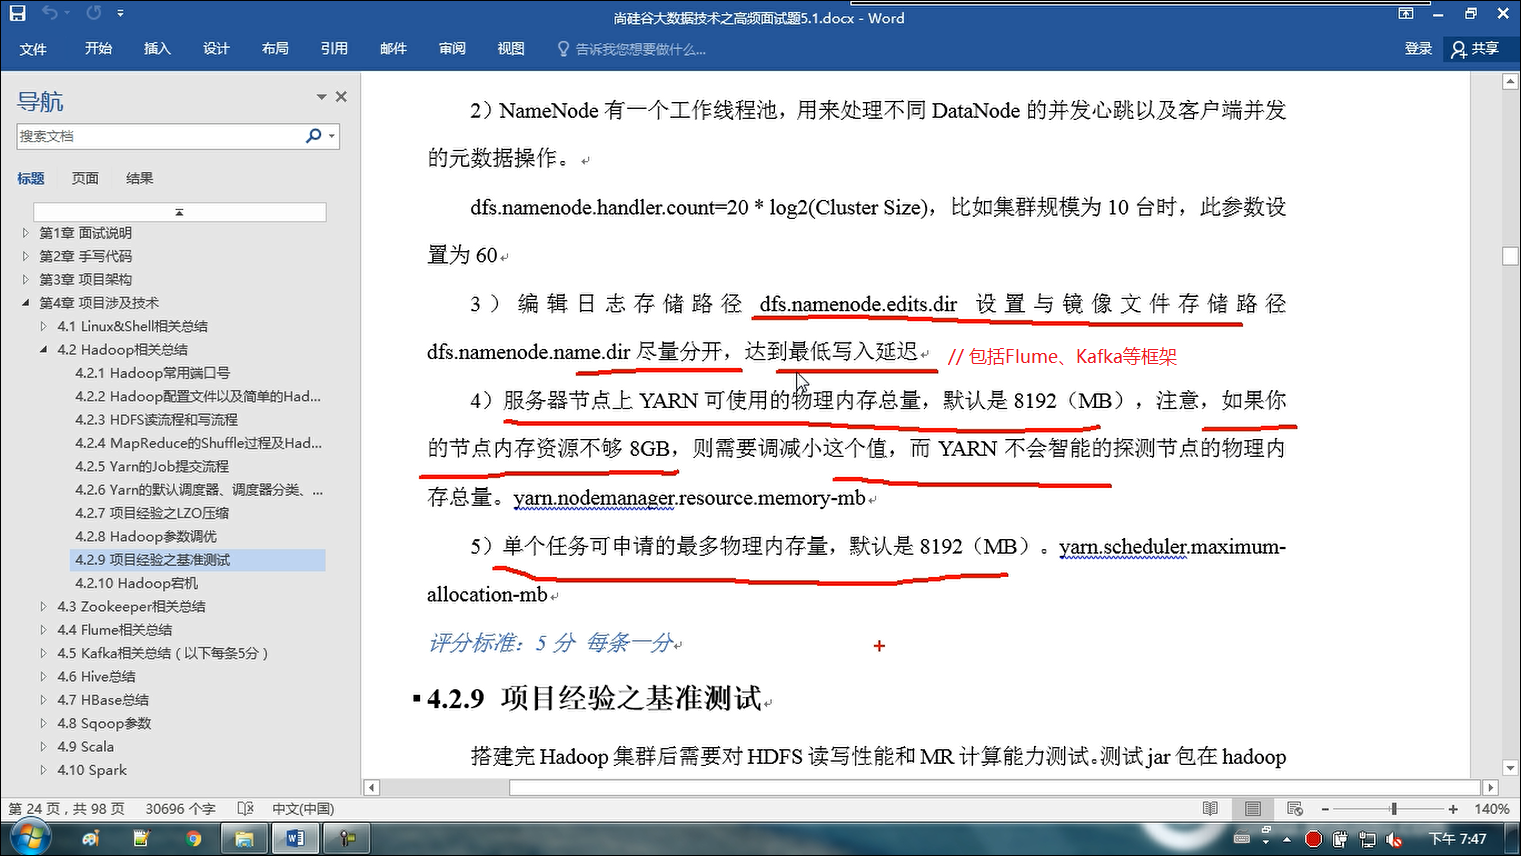 尚硅谷大数据技术之高频面试题5.1.docx - Word
文件 开始 插入 设计 布局 引用 邮件 审阅 视图 告诉我您想要做什么... 登录 共享
导航
搜索文档
标题 页面 结果
第1章 面试说明
第2章 手写代码
第3章 项目架构
第4章 项目涉及技术
4.1 Linux&Shell相关总结
4.2 Hadoop相关总结
4.2.1 Hadoop常用端口号
4.2.2 Hadoop配置文件以及简单的Had...
4.2.3 HDFS读流程和写流程
4.2.4 MapReduce的Shuffle过程及Had...
4.2.5 Yarn的Job提交流程
4.2.6 Yarn的默认调度器、调度器分类、...
4.2.7 项目经验之LZO压缩
4.2.8 Hadoop参数调优
4.2.9 项目经验之基准测试
4.2.10 Hadoop宕机
4.3 Zookeeper相关总结
4.4 Flume相关总结
4.5 Kafka相关总结（以下每条5分）
4.6 Hive总结
4.7 HBase总结
4.8 Sqoop参数
4.9 Scala
4.10 Spark
2）NameNode 有一个工作线程池，用来处理不同 DataNode 的并发心跳以及客户端并发
的元数据操作。
dfs.namenode.handler.count=20 * log2(Cluster Size)，比如集群规模为 10 台时，此参数设
置为 60
3）编辑日志存储路径 dfs.namenode.edits.dir 设置与镜像文件存储路径
dfs.namenode.name.dir 尽量分开，达到最低写入延迟 // 包括Flume、Kafka等框架
4）服务器节点上 YARN 可使用的物理内存总量，默认是 8192（MB），注意，如果你
的节点内存资源不够 8GB，则需要调减小这个值，而 YARN 不会智能的探测节点的物理内
存总量。yarn.nodemanager.resource.memory-mb
5）单个任务可申请的最多物理内存量，默认是 8192（MB）。yarn.scheduler.maximum-
allocation-mb
评分标准：5 分 每条一分
4.2.9 项目经验之基准测试
搭建完 Hadoop 集群后需要对 HDFS 读写性能和 MR 计算能力测试。测试 jar 包在 hadoop
第 24 页，共 98 页 30696 个字 中文(中国) 140%
下午 7:47